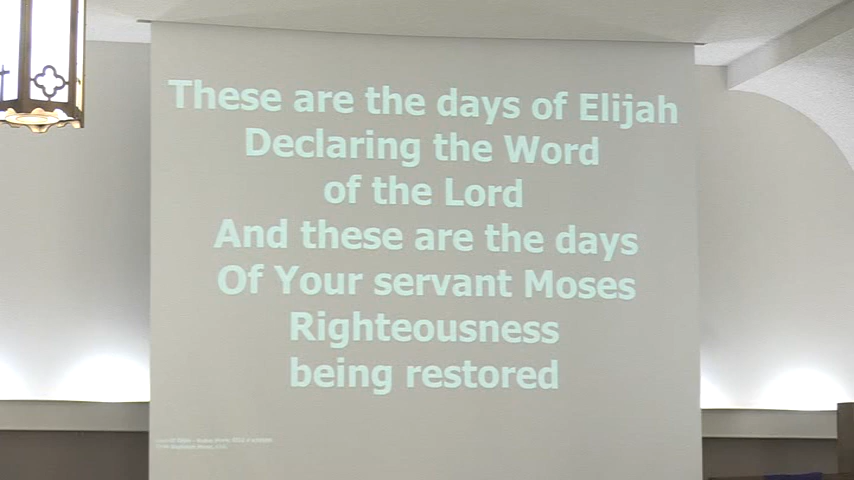 These are the days of Elijah
Declaring the Word
of the Lord
And these are the days
Of Your servant Moses
Righteousness
being restored